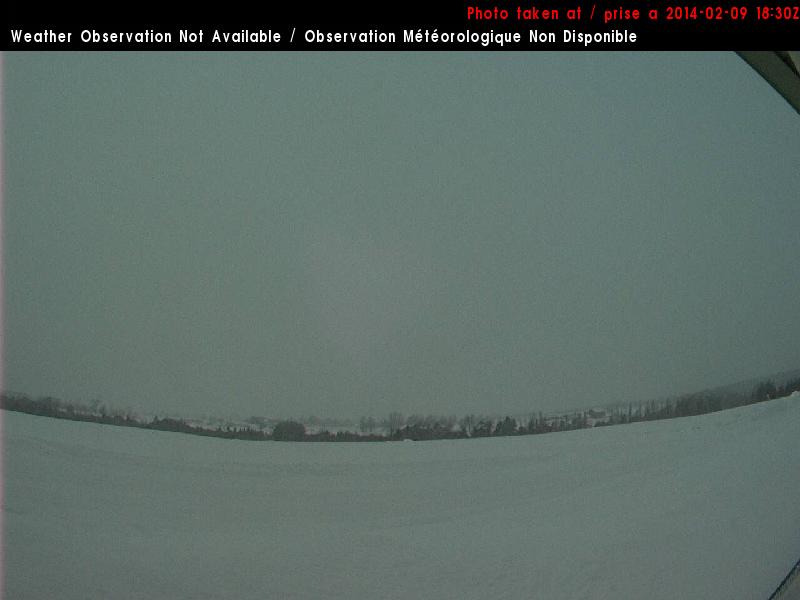 Photo taken at / prise a 2014-02-09 18:30Z
Weather Observation Not Available / Observation Météorologique Non Disponible